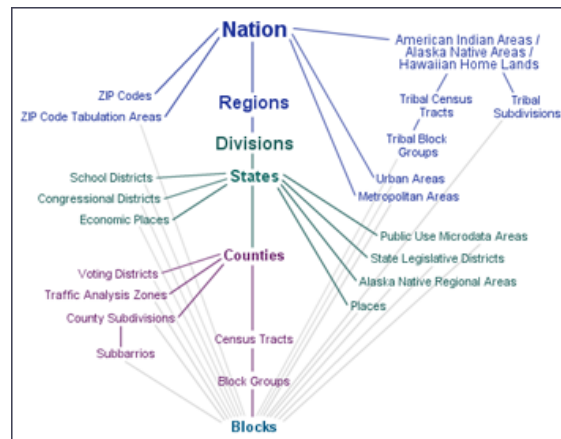 Nation
American Indian Areas /
Alaska Native Areas /
Hawaiian Home Lands
ZIP Codes
ZIP Code Tabulation Areas
Regions
Tribal Census
Tracts
Tribal
Subdivisions
Tribal Block
Groups
Divisions
School Districts
States
Urban Areas
Congressional Districts
Metropolitan Areas
Economic Places
Public Use Microdata Areas
Counties
State Legislative Districts
Voting Districts
Alaska Native Regional Areas
Traffic Analysis Zones
Places
County Subdivisions
Census Tracts
Subbarrios
Block Groups
Blocks